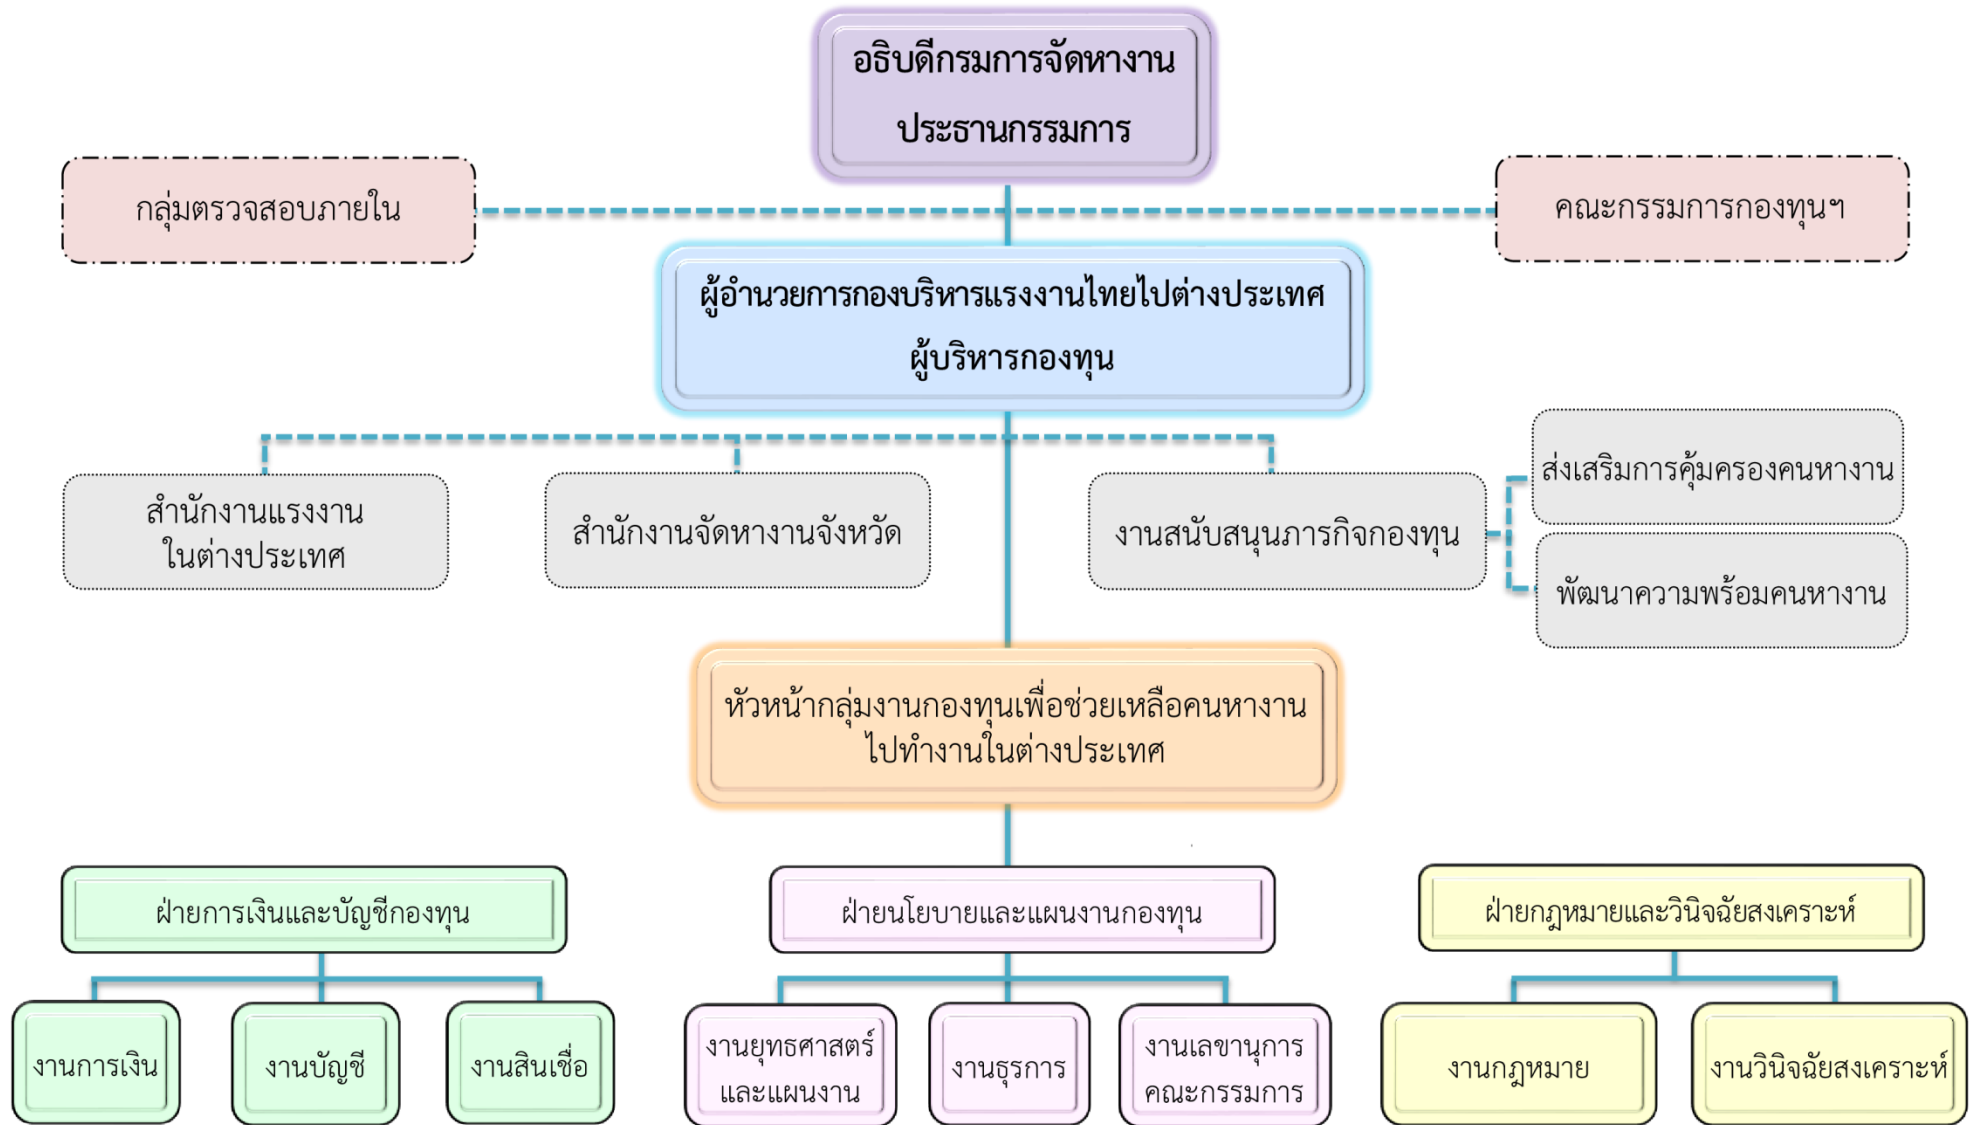 อธิบดีกรมการจัดหางาน
ประธานกรรมการ
กลุ่มตรวจสอบภายใน
คณะกรรมการกองทุนฯ
ผู้อำนวยการกองบริหารแรงงานไทยไปต่างประเทศ
ผู้บริหารกองทุน
สำนักงานแรงงาน
ในต่างประเทศ
สำนักงานจัดหางานจังหวัด
งานสนับสนุนภารกิจกองทุน
ส่งเสริมการคุ้มครองคนหางาน
พัฒนาความพร้อมคนหางาน
หัวหน้ากลุ่มงานกองทุนเพื่อช่วยเหลือคนหางาน
ไปทำงานในต่างประเทศ
ฝ่ายการเงินและบัญชีกองทุน
ฝ่ายนโยบายและแผนงานกองทุน
ฝ่ายกฎหมายและวินิจฉัยสงเคราะห์
งานการเงิน
งานบัญชี
งานสินเชื่อ
งานยุทธศาสตร์
และแผนงาน
งานธุรการ
งานเลขานุการ
คณะกรรมการ
งานกฎหมาย
งานวินิจฉัยสงเคราะห์